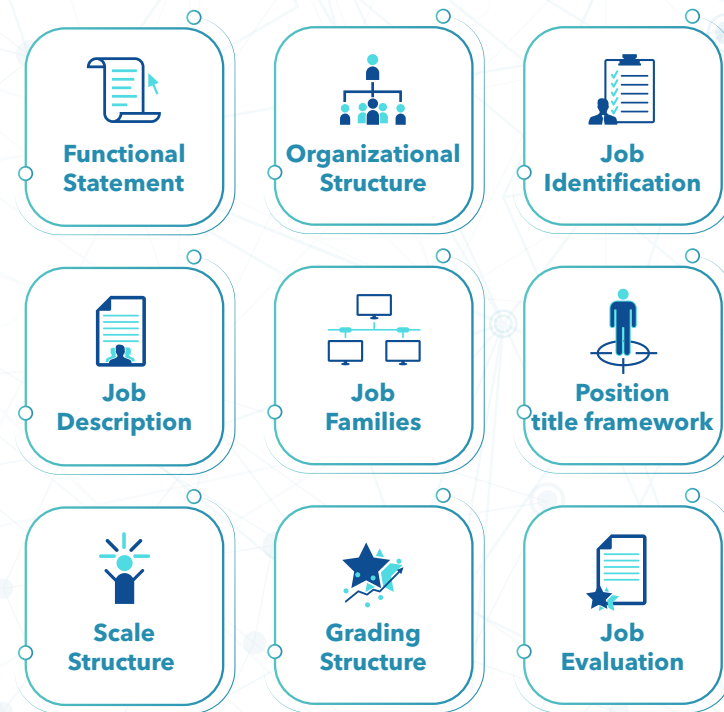 Functional
Statement
Organizational
Structure
Job
Identification
Job
Description
Job
Families
Position
title framework
Scale
Structure
Grading
Structure
Job
Evaluation